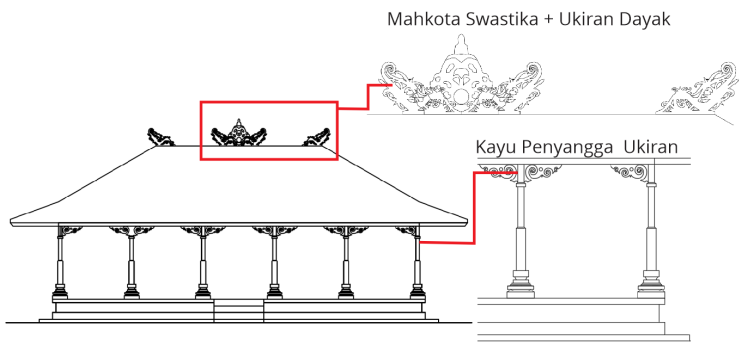 Mahkota Swastika + Ukiran Dayak
Kayu Penyangga Ukiran